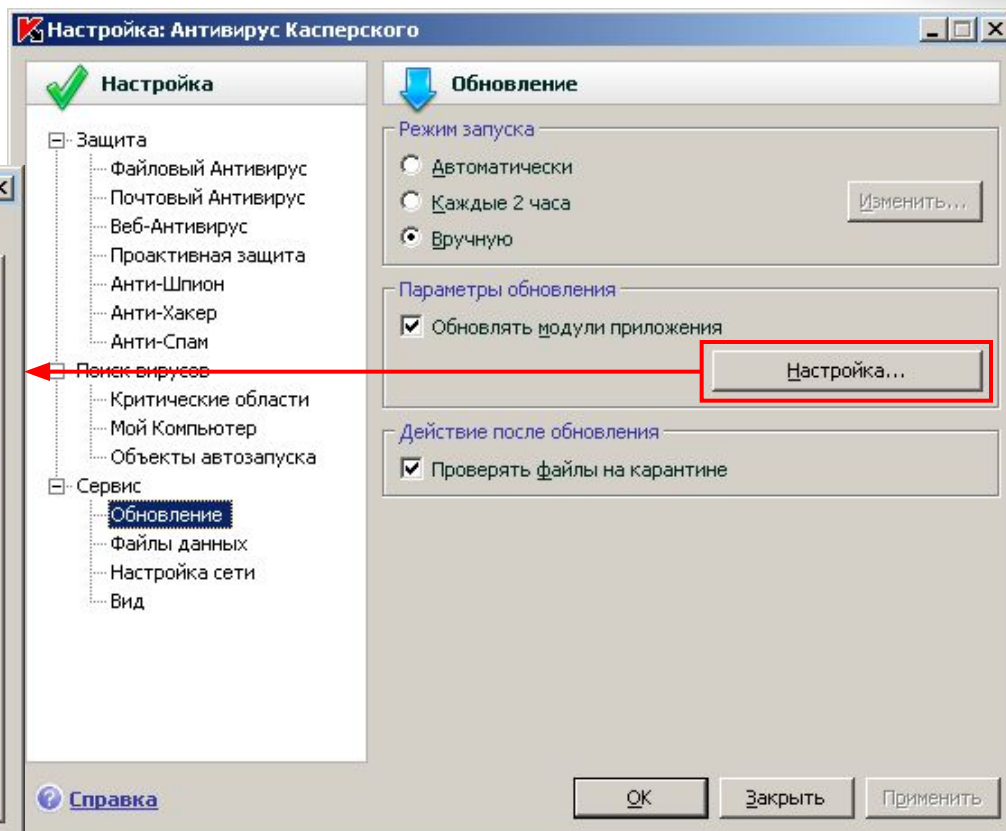 Настройка: Антивирус Касперского
Настройка
Защита
Файловый Антивирус
Почтовый Антивирус
Веб-Антивирус
Проактивная защита
Анти-Шпион
Анти-Хакер
Анти-Спам
Поиск вирусов
Критические области
Мой Компьютер
Объекты автозапуска
Сервис
Обновление
Файлы данных
Настройка сети
Вид
Обновление
Режим запуска
Автоматически
Каждые 2 часа
Вручную
Изменить...
Параметры обновления
Обновлять модули приложения
Настройка...
Действие после обновления
Проверять файлы на карантине
Справка
OK
Закрыть
Применить